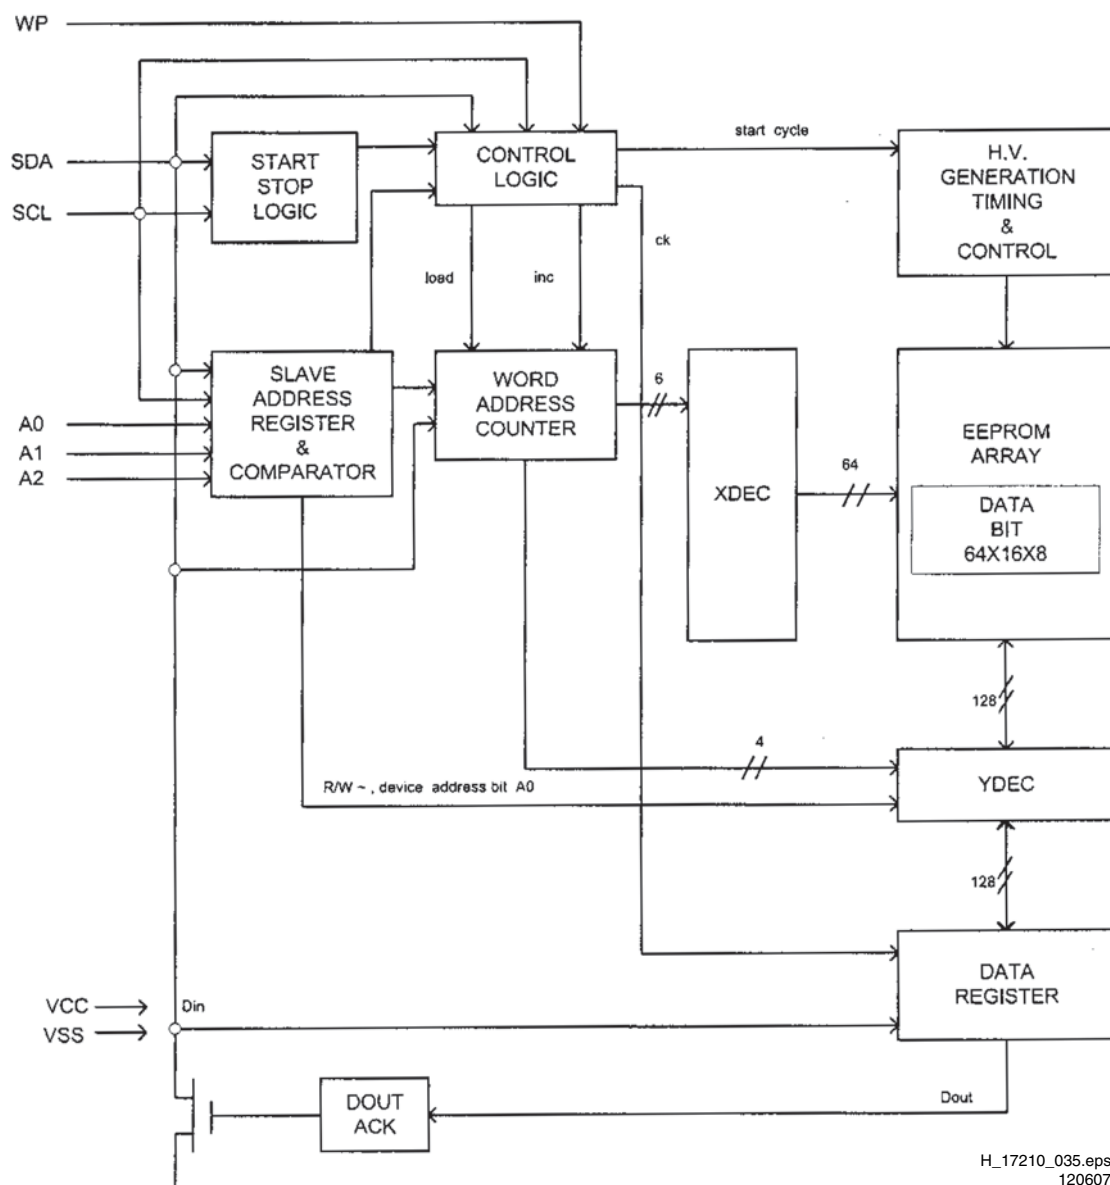 WP
SDA
SCL
START
STOP
LOGIC
CONTROL
LOGIC
start cycle
H.V.
GENERATION
TIMING
&
CONTROL
load
inc
ck
A0
A1
A2
SLAVE
ADDRESS
REGISTER
&
COMPARATOR
WORD
ADDRESS
COUNTER
6
XDEC
64
EEPROM
ARRAY
DATA
BIT
64X16X8
128
4
R/W ~ , device address bit A0
YDEC
128
DATA
REGISTER
VCC
VSS
Din
DOUT
ACK
Dout
H_17210_035.eps
120607